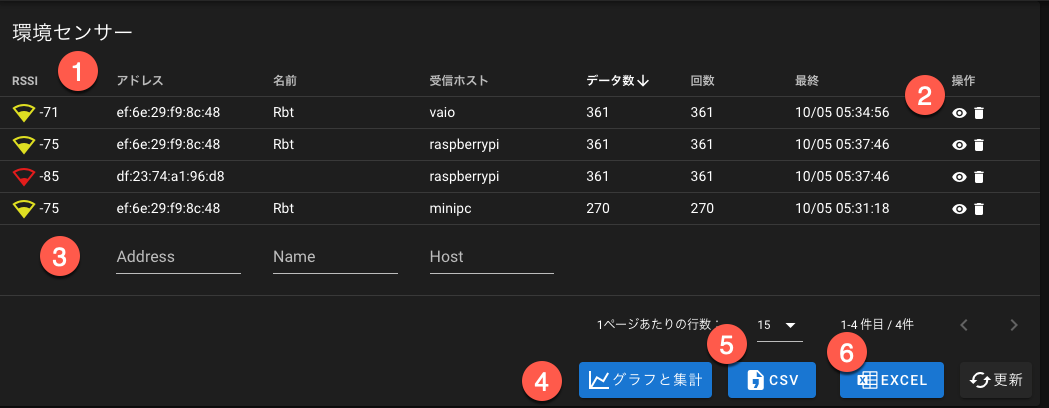 環境センサー
RSSI 1 アドレス 名前 受信ホスト データ数 回数 最終 2 操作
-71 ef:6e:29:f9:8c:48 Rbt vaio 361 361 10/05 05:34:56
-75 ef:6e:29:f9:8c:48 Rbt raspberrypi 361 361 10/05 05:37:46
-85 df:23:74:a1:96:d8 raspberrypi 361 361 10/05 05:37:46
-75 ef:6e:29:f9:8c:48 Rbt minipc 270 270 10/05 05:31:18
3 Address Name Host
1ページあたりの行数: 15 1-4 件目 / 4件
4 グラフと集計 5 CSV 6 EXCEL 更新